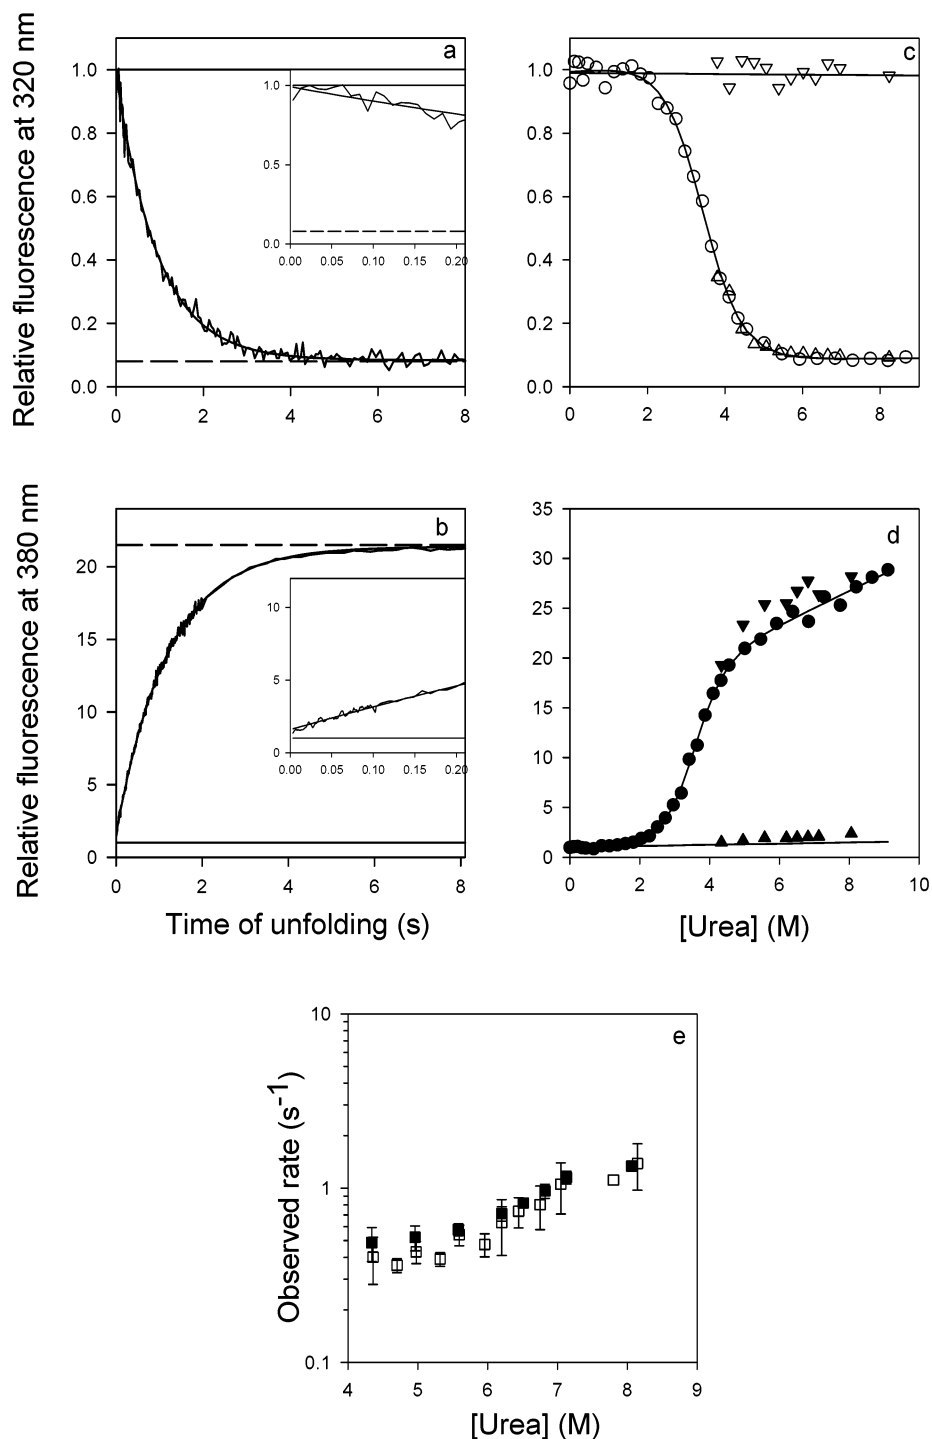 Relative fluorescence at 320 nm
a
1.0
0.8
0.6
0.4
0.2
0.0
0 2 4 6 8
1.0
0.5
0.0
0.00 0.05 0.10 0.15 0.20
c
1.0
0.8
0.6
0.4
0.2
0.0
0 2 4 6 8
Relative fluorescence at 380 nm
b
20
15
10
5
0
0 2 4 6 8
10
5
0
0.00 0.05 0.10 0.15 0.20
Time of unfolding (s)
d
35
30
25
20
15
10
5
0
0 2 4 6 8 10
[Urea] (M)
e
Observed rate (s⁻¹)
10
1
0.1
4 5 6 7 8 9
[Urea] (M)